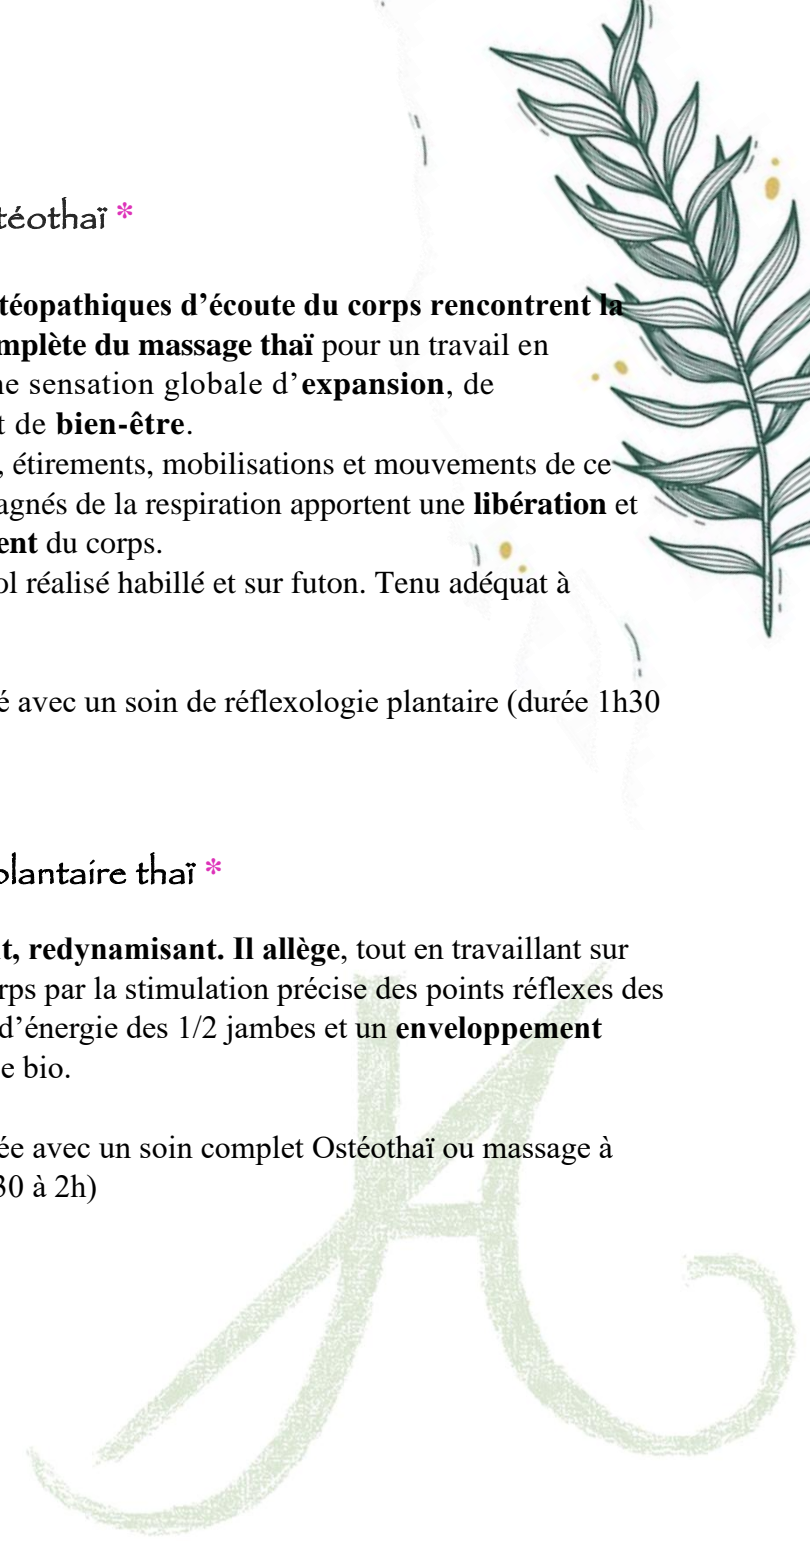 téothaï *
téopathiques d’écoute du corps rencontrent la
mplète du massage thaï pour un travail en
ne sensation globale d’expansion, de
t de bien-être.
, étirements, mobilisations et mouvements de ce
agnés de la respiration apportent une libération et
ent du corps.
ol réalisé habillé et sur futon. Tenu adéquat à
é avec un soin de réflexologie plantaire (durée 1h30
plantaire thaï *
t, redynamisant. Il allège, tout en travaillant sur
rps par la stimulation précise des points réflexes des
d’énergie des 1/2 jambes et un enveloppement
e bio.
ée avec un soin complet Ostéothaï ou massage à
30 à 2h)